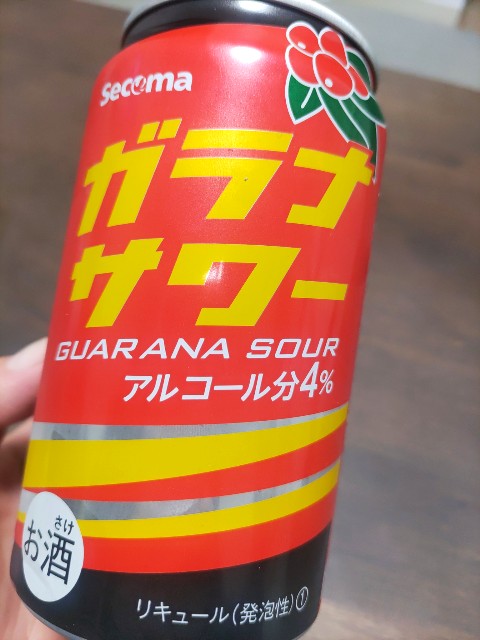 Secoma
ガラナ
サワー
GUARANA SOUR
アルコール分4%
さけ
お酒
リキュール(発泡性)①